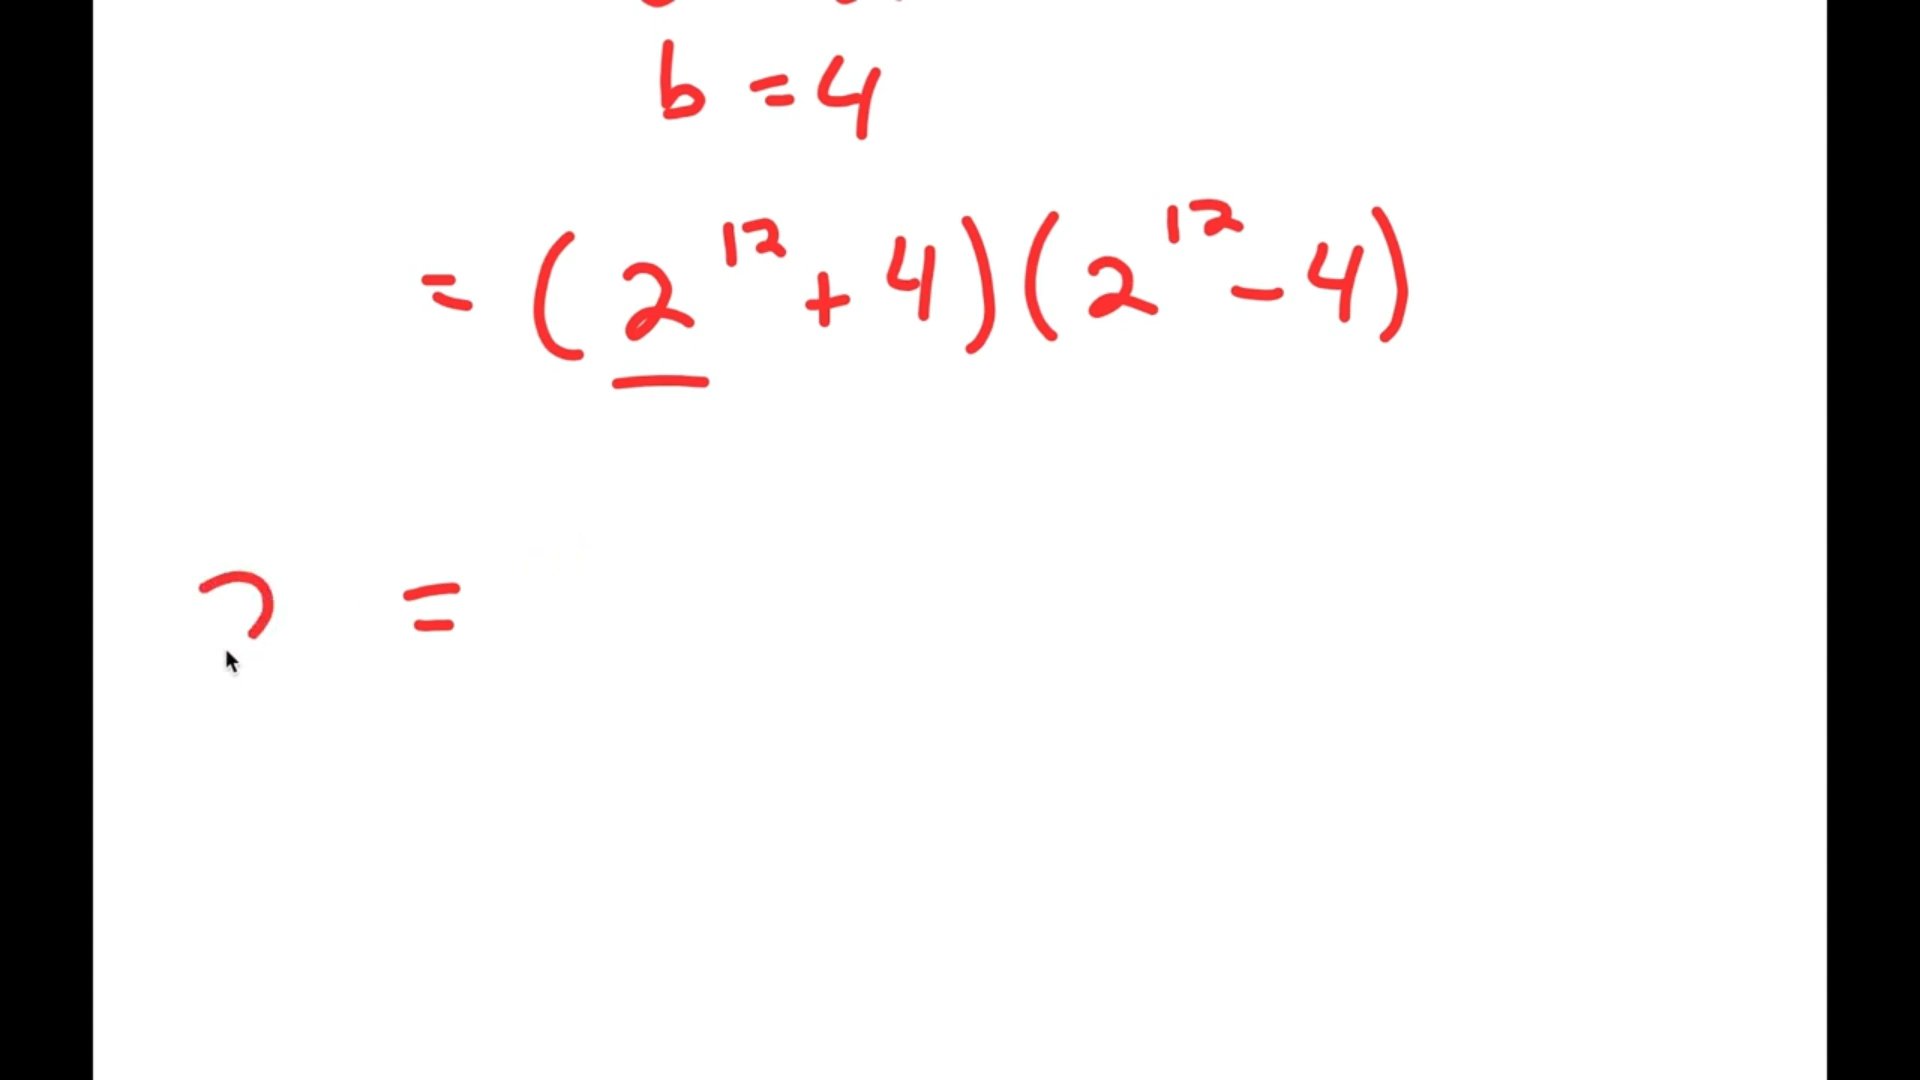 b = 4
= (2¹² + 4)(2¹² - 4)
? =